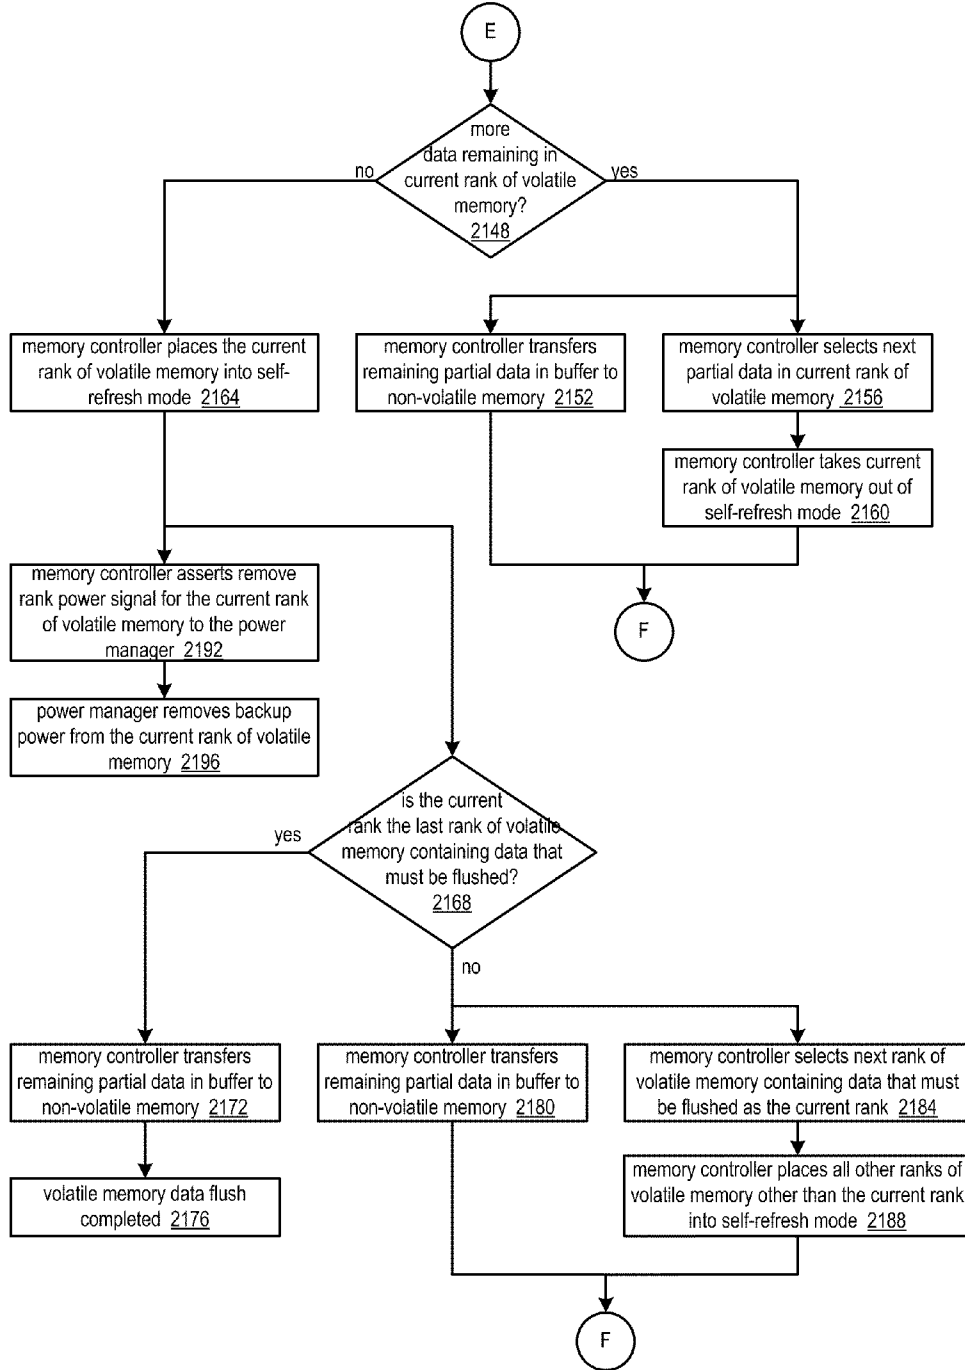 E
more
data remaining in
current rank of volatile
memory?
2148
no
yes
memory controller places the current
rank of volatile memory into self-
refresh mode 2164
memory controller transfers
remaining partial data in buffer to
non-volatile memory 2152
memory controller selects next
partial data in current rank of
volatile memory 2156
memory controller takes current
rank of volatile memory out of
self-refresh mode 2160
memory controller asserts remove
rank power signal for the current rank
of volatile memory to the power
manager 2192
F
power manager removes backup
power from the current rank of volatile
memory 2196
is the current
rank the last rank of volatile
memory containing data that
must be flushed?
2168
yes
no
memory controller transfers
remaining partial data in buffer to
non-volatile memory 2172
memory controller transfers
remaining partial data in buffer to
non-volatile memory 2180
memory controller selects next rank of
volatile memory containing data that must
be flushed as the current rank 2184
volatile memory data flush
completed 2176
memory controller places all other ranks of
volatile memory other than the current rank
into self-refresh mode 2188
F